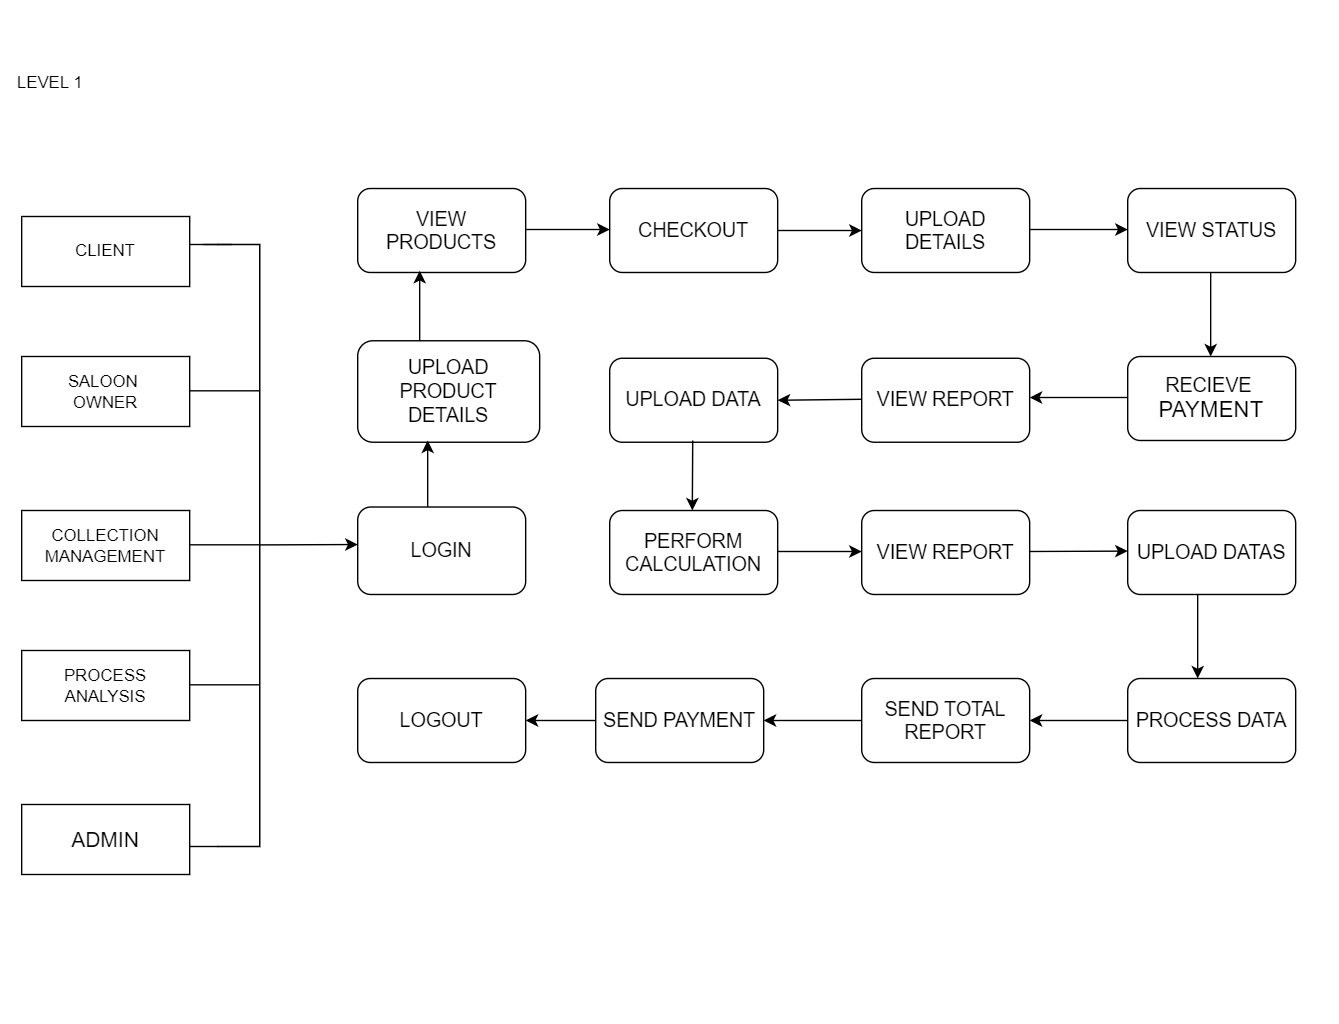 LEVEL 1
CLIENT
SALOON
OWNER
COLLECTION
MANAGEMENT
PROCESS
ANALYSIS
ADMIN
LOGIN
UPLOAD
PRODUCT
DETAILS
VIEW
PRODUCTS
CHECKOUT
UPLOAD
DETAILS
VIEW STATUS
RECIEVE
PAYMENT
VIEW REPORT
UPLOAD DATA
PERFORM
CALCULATION
VIEW REPORT
UPLOAD DATAS
PROCESS DATA
SEND TOTAL
REPORT
SEND PAYMENT
LOGOUT